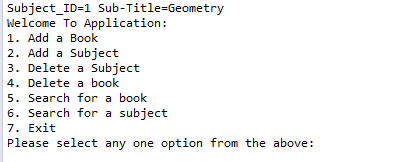 Subject_ID=1 Sub-Title=Geometry
Welcome To Application:
1. Add a Book
2. Add a Subject
3. Delete a Subject
4. Delete a book
5. Search for a book
6. Search for a subject
7. Exit
Please select any one option from the above: